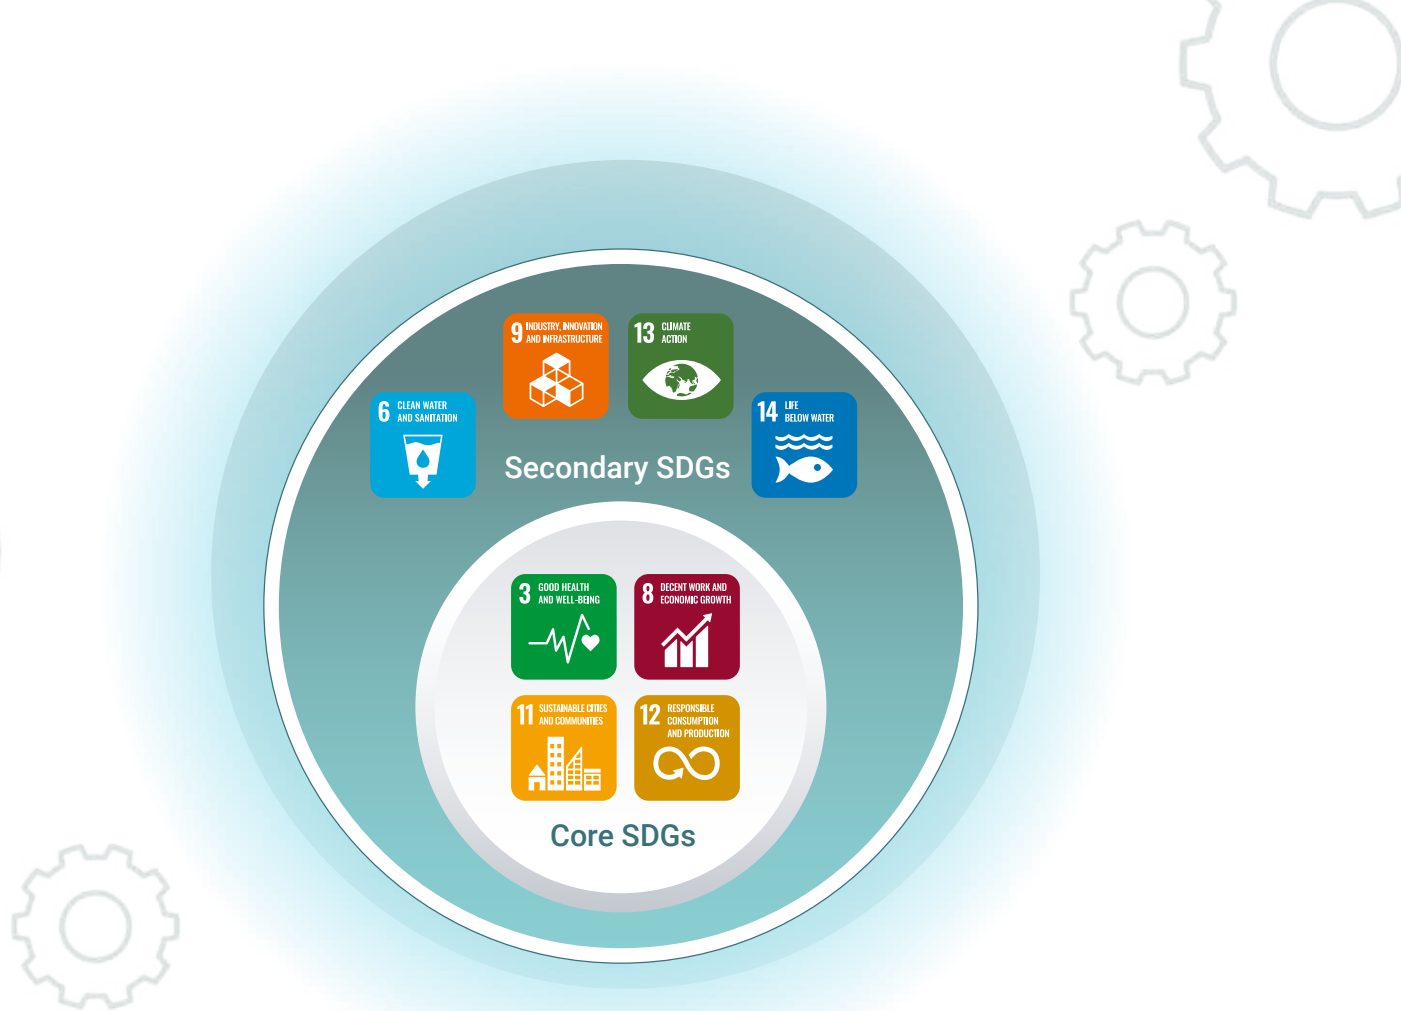 9 INDUSTRY, INNOVATION
AND INFRASTRUCTURE
13 CLIMATE
ACTION
6 CLEAN WATER
AND SANITATION
14 LIFE
BELOW WATER
Secondary SDGs
3 GOOD HEALTH
AND WELL-BEING
8 DECENT WORK AND
ECONOMIC GROWTH
11 SUSTAINABLE CITIES
AND COMMUNITIES
12 RESPONSIBLE
CONSUMPTION
AND PRODUCTION
Core SDGs